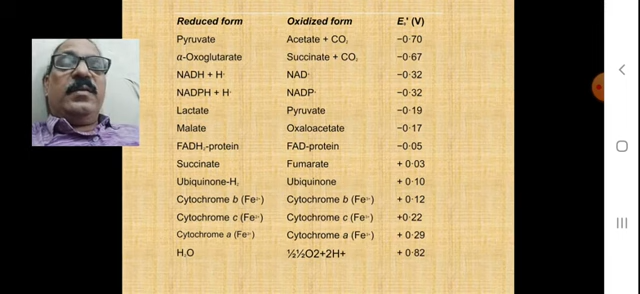 Reduced form Oxidized form E₀' (V)
Pyruvate Acetate + CO₂ −0·70
α-Oxoglutarate Succinate + CO₂ −0·67
NADH + H⁺ NAD⁺ −0·32
NADPH + H⁺ NADP⁺ −0·32
Lactate Pyruvate −0·19
Malate Oxaloacetate −0·17
FADH₂-protein FAD-protein −0·05
Succinate Fumarate + 0·03
Ubiquinone-H₂ Ubiquinone + 0·10
Cytochrome b (Fe²⁺) Cytochrome b (Fe³⁺) + 0·12
Cytochrome c (Fe²⁺) Cytochrome c (Fe³⁺) +0·22
Cytochrome a (Fe²⁺) Cytochrome a (Fe³⁺) + 0·29
H₂O ½½O2+2H+ + 0·82